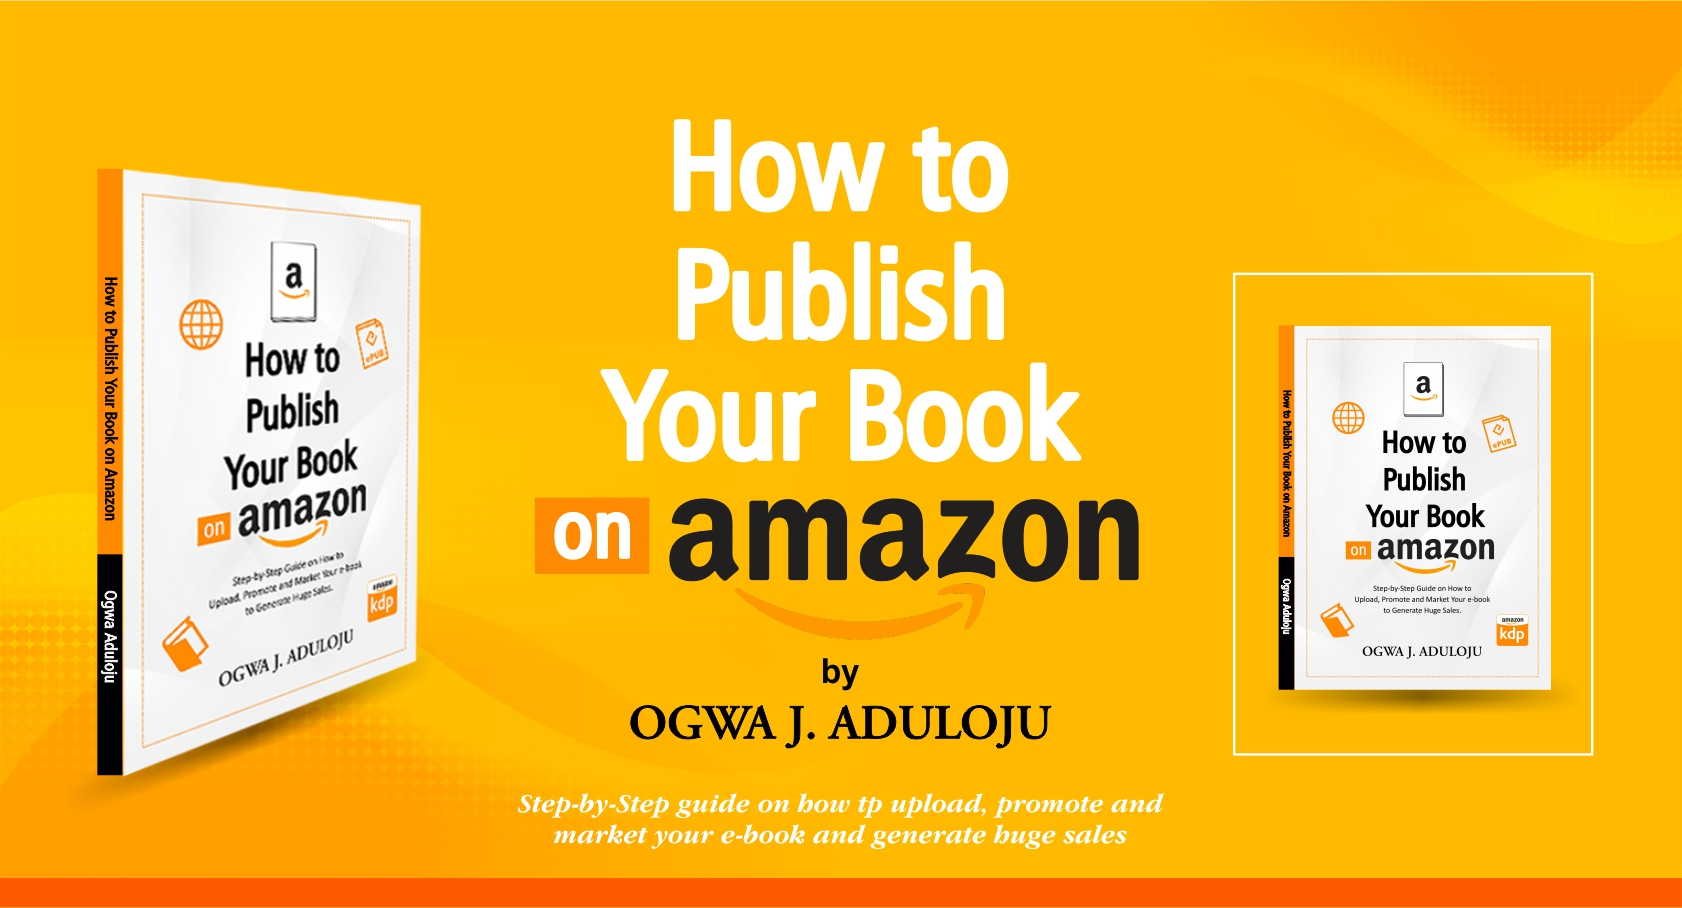 How to Publish Your Book on Amazon
Ogwa Aduloju
a
ePUB
How to
Publish
Your Book
on amazon
Step-by-Step Guide on How to
Upload, Promote and Market Your e-book
to Generate Huge Sales.
amazon
kdp
OGWA J. ADULOJU
How to
Publish
Your Book
on amazon
by
OGWA J. ADULOJU
Step-by-Step guide on how tp upload, promote and
market your e-book and generate huge sales
How to Publish Your Book on Amazon
Ogwa Aduloju
a
ePUB
How to
Publish
Your Book
on amazon
Step-by-Step Guide on How to
Upload, Promote and Market Your e-book
to Generate Huge Sales.
amazon
kdp
OGWA J. ADULOJU